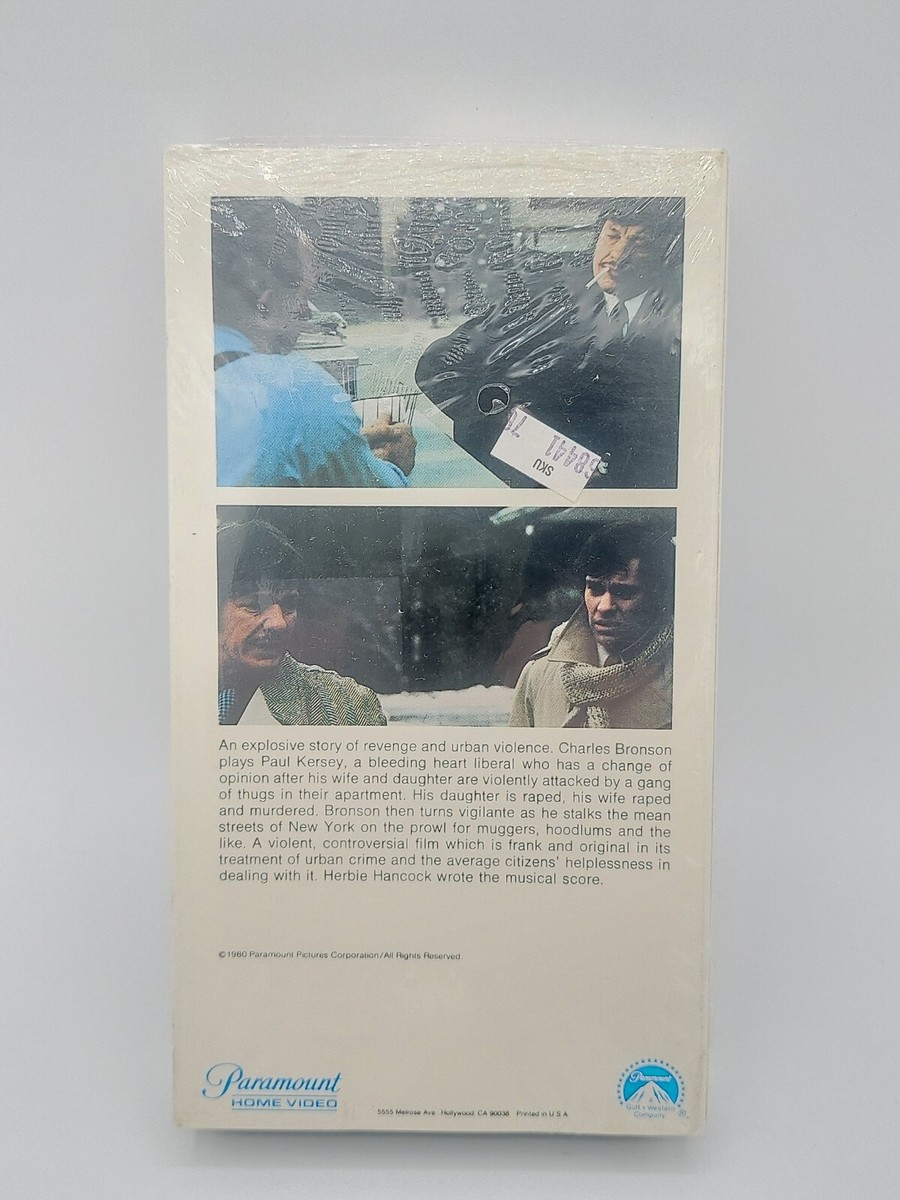 SKU
58441
An explosive story of revenge and urban violence. Charles Bronson
plays Paul Kersey, a bleeding heart liberal who has a change of
opinion after his wife and daughter are violently attacked by a gang
of thugs in their apartment. His daughter is raped, his wife raped
and murdered. Bronson then turns vigilante as he stalks the mean
streets of New York on the prowl for muggers, hoodlums and the
like. A violent, controversial film which is frank and original in its
treatment of urban crime and the average citizens' helplessness in
dealing with it. Herbie Hancock wrote the musical score.
©1980 Paramount Pictures Corporation/All Rights Reserved.
Paramount
HOME VIDEO
5555 Melrose Ave. Hollywood, CA 90038 Printed in U.S.A.
Paramount
Gulf+Western
Company
®